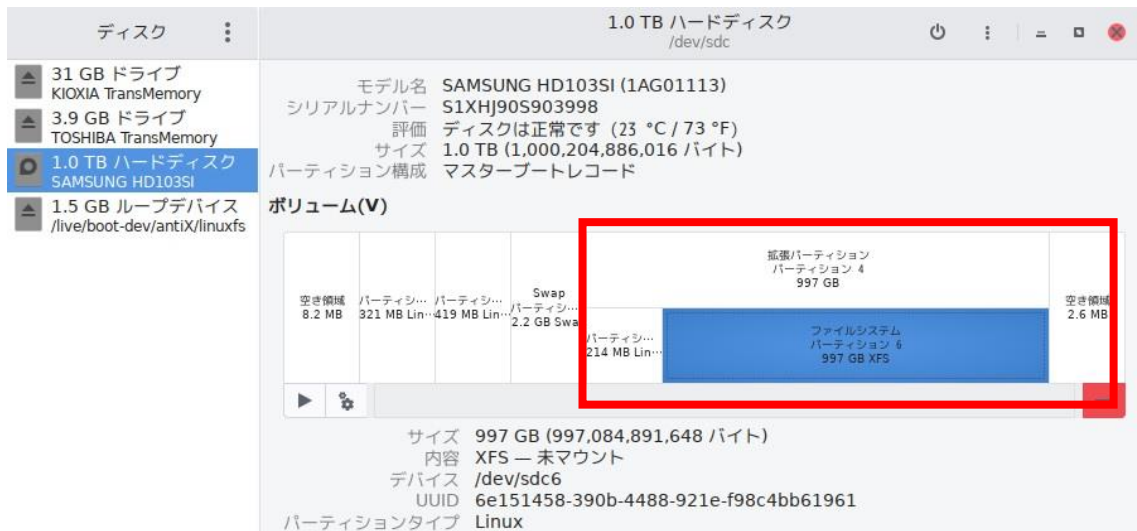 ディスク
1.0 TB ハードディスク
/dev/sdc
31 GB ドライブ
KIOXIA TransMemory
3.9 GB ドライブ
TOSHIBA TransMemory
1.0 TB ハードディスク
SAMSUNG HD103SI
1.5 GB ループデバイス
/live/boot-dev/antiX/linuxfs
モデル名 SAMSUNG HD103SI (1AG01113)
シリアルナンバー S1XHJ90S903998
評価 ディスクは正常です (23 °C / 73 °F)
サイズ 1.0 TB (1,000,204,886,016 バイト)
パーティション構成 マスターブートレコード
ボリューム(V)
空き領域
8.2 MB
パーティシ…
321 MB Lin…
パーティシ…
419 MB Lin…
Swap
パーティシ…
2.2 GB Swa
拡張パーティション
パーティション 4
997 GB
パーティシ…
214 MB Lin…
ファイルシステム
パーティション 6
997 GB XFS
空き領域
2.6 MB
サイズ 997 GB (997,084,891,648 バイト)
内容 XFS — 未マウント
デバイス /dev/sdc6
UUID 6e151458-390b-4488-921e-f98c4bb61961
パーティションタイプ Linux